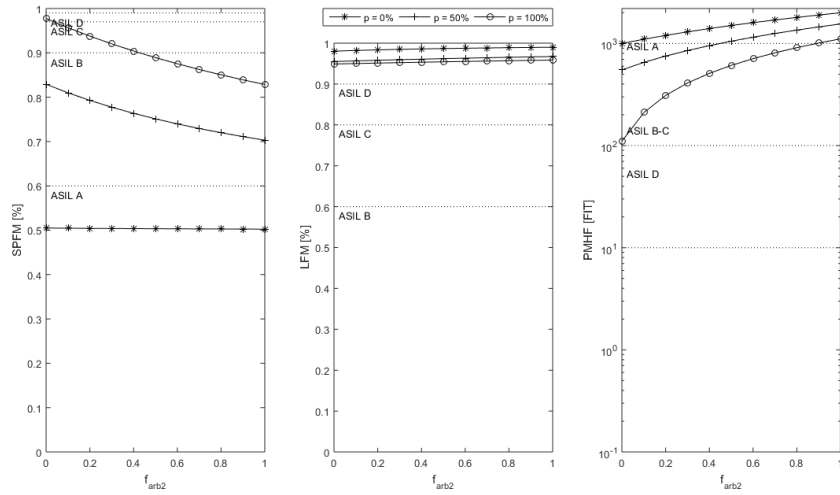 SPFM [%]
1
0.9
0.8
0.7
0.6
0.5
0.4
0.3
0.2
0.1
0
ASIL D
ASIL C
ASIL B
ASIL A
0 0.2 0.4 0.6 0.8 1
f_arb2
p = 0% p = 50% p = 100%
LFM [%]
1
0.9
0.8
0.7
0.6
0.5
0.4
0.3
0.2
0.1
0
ASIL D
ASIL C
ASIL B
0 0.2 0.4 0.6 0.8 1
f_arb2
PMHF [FIT]
10^3
10^2
10^1
10^0
10^-1
ASIL A
ASIL B-C
ASIL D
0 0.2 0.4 0.6 0.8 1
f_arb2